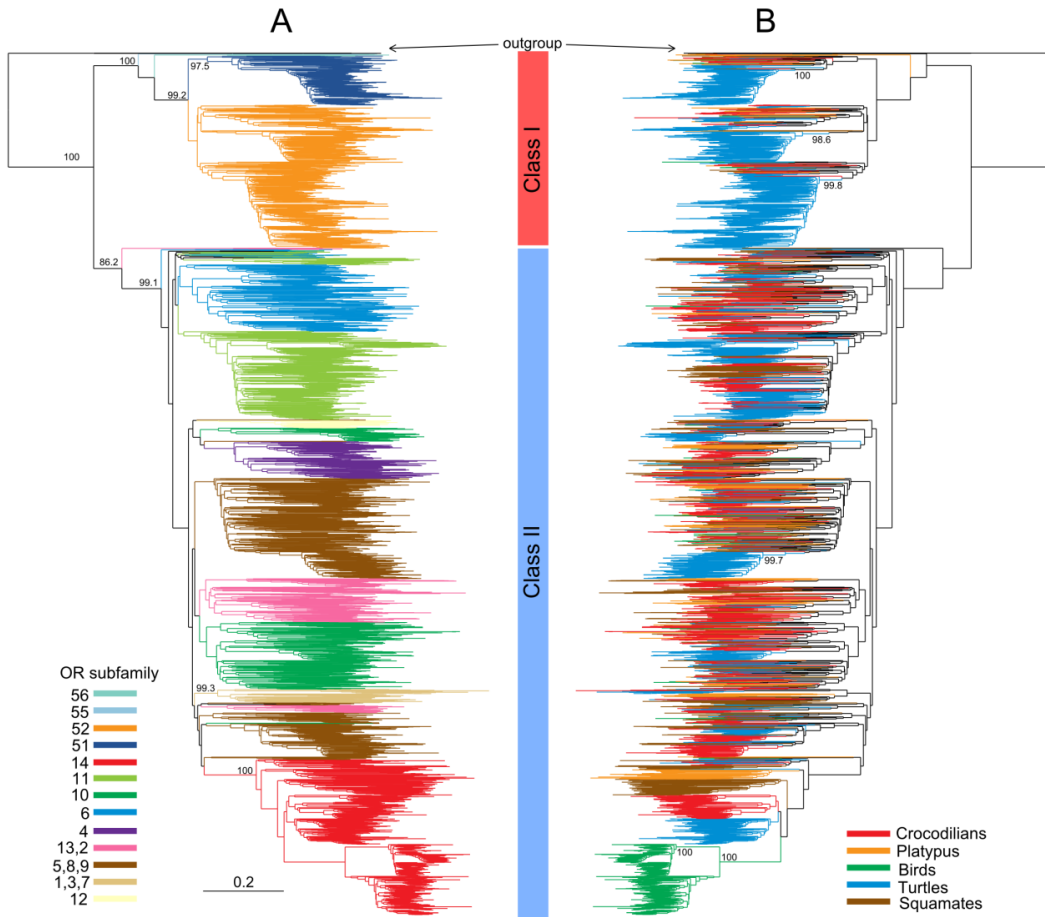 A
B
outgroup
100
97.5
99.2
100
86.2
99.1
99.3
100
Class I
Class II
100
98.6
99.8
99.7
100
100
OR subfamily
56
55
52
51
14
11
10
6
4
13,2
5,8,9
1,3,7
12
0.2
Crocodilians
Platypus
Birds
Turtles
Squamates